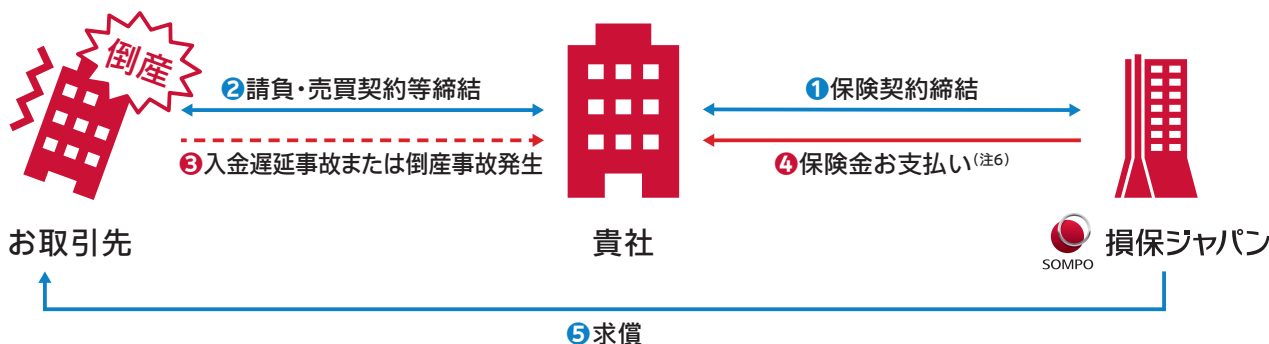 倒産
❷請負・売買契約等締結
❶保険契約締結
❸入金遅延事故または倒産事故発生
❹保険金お支払い(注6)
お取引先
貴社
SOMPO
損保ジャパン
❺求償